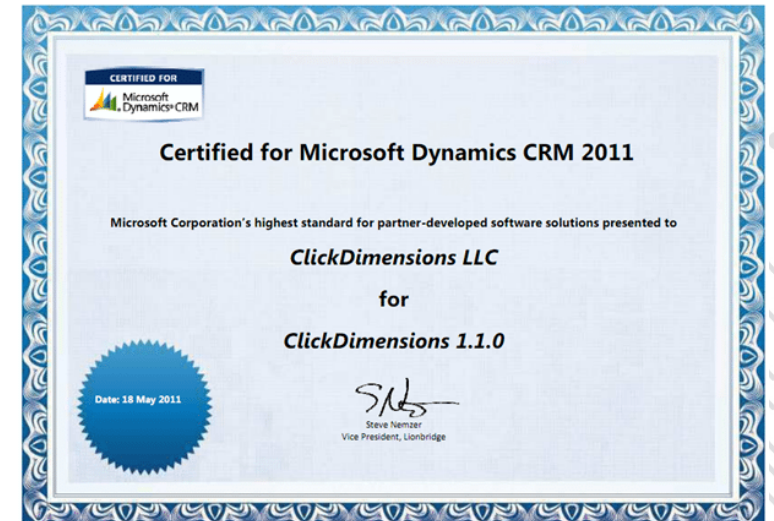 CERTIFIED FOR
Microsoft
Dynamics® CRM
Certified for Microsoft Dynamics CRM 2011
Microsoft Corporation's highest standard for partner-developed software solutions presented to
ClickDimensions LLC
for
ClickDimensions 1.1.0
Date: 18 May 2011
Steve Nemzer
Vice President, Lionbridge